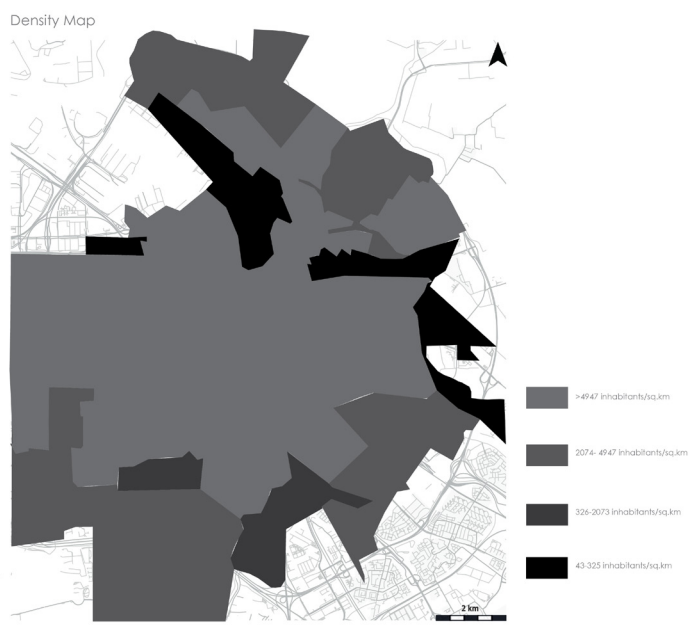 Density Map
>4947 inhabitants/sq.km
2074- 4947 inhabitants/sq.km
326-2073 inhabitants/sq.km
43-325 inhabitants/sq.km
2 km